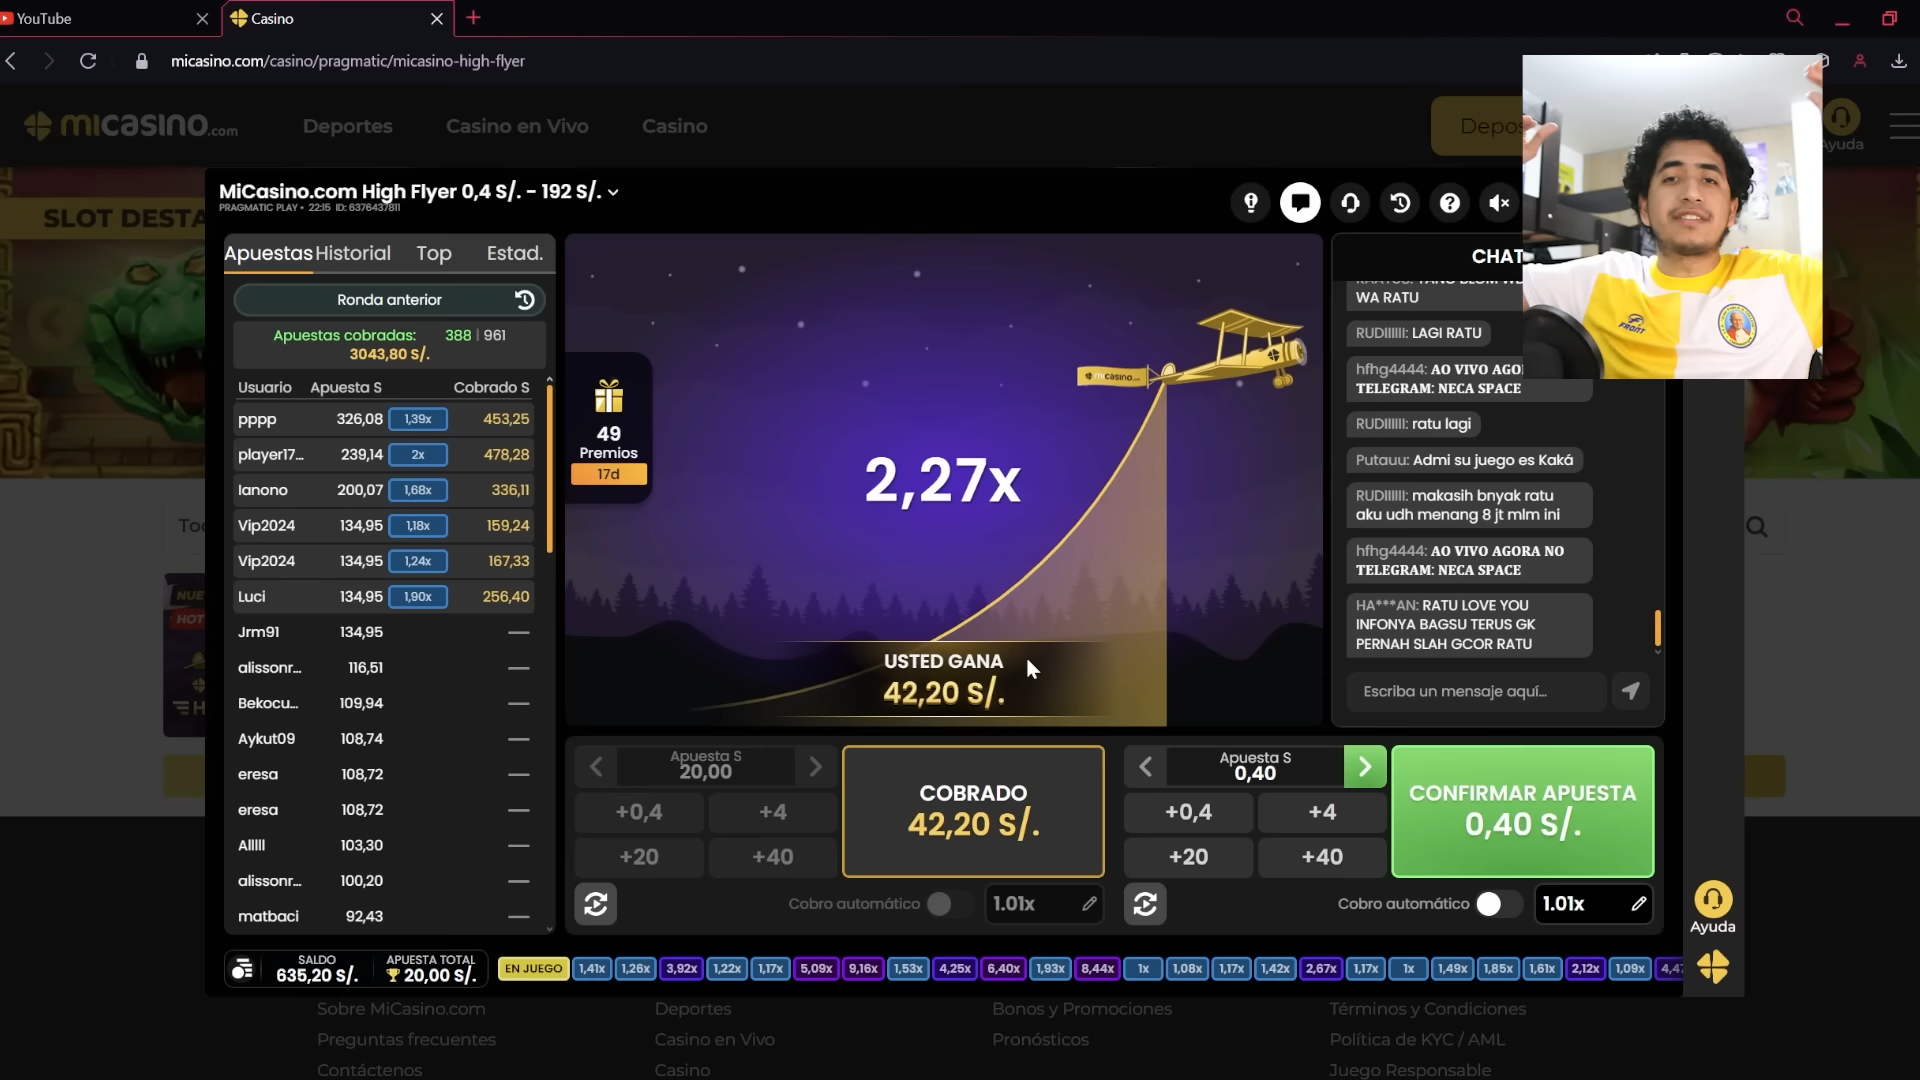 YouTube
Casino
micasino.com/casino/pragmatic/micasino-high-flyer
micasino.com
Deportes
Casino en Vivo
Casino
Ayuda
SLOT DESTA
MiCasino.com High Flyer 0,4 S/. - 192 S/.
PRAGMATIC PLAY • 22:15 ID: 6376437811
Apuestas
Historial
Top
Estad.
Ronda anterior
Apuestas cobradas: 388 | 961
3043,80 S/.
Usuario Apuesta S Cobrado S
pppp 326,08 1,39x 453,25
player17... 239,14 2x 478,28
lanono 200,07 1,68x 336,11
Vip2024 134,95 1,18x 159,24
Vip2024 134,95 1,24x 167,33
Luci 134,95 1,90x 256,40
Jrm91 134,95 —
alissonr... 116,51 —
Bekocu... 109,94 —
Aykut09 108,74 —
eresa 108,72 —
eresa 108,72 —
Alllll 103,30 —
alissonr... 100,20 —
matbaci 92,43 —
49
Premios
17d
micasino...
2,27x
USTED GANA
42,20 S/.
CHAT
WA RATU
RUDIIIIII: LAGI RATU
hfhg4444: AO VIVO
TELEGRAM: NECA SPACE
RUDIIIIII: ratu lagi
Putauu: Admi su juego es Kaká
RUDIIIIII: makasih bnyak ratu
aku udh menang 8 jt mlm ini
hfhg4444: AO VIVO AGORA NO
TELEGRAM: NECA SPACE
HA***AN: RATU LOVE YOU
INFONYA BAGSU TERUS GK
PERNAH SLAH GCOR RATU
Escriba un mensaje aquí...
FRONT
Apuesta S
20,00
+0,4 +4
+20 +40
COBRADO
42,20 S/.
Cobro automático 1.01x
Apuesta S
0,40
+0,4 +4
+20 +40
CONFIRMAR APUESTA
0,40 S/.
Cobro automático 1.01x
Ayuda
SALDO
635,20 S/.
APUESTA TOTAL
20,00 S/.
EN JUEGO 1,41x 1,26x 3,92x 1,22x 1,17x 5,09x 9,16x 1,53x 4,25x 6,40x 1,93x 8,44x 1x 1,08x 1,17x 1,42x 2,67x 1,17x 1x 1,49x 1,85x 1,61x 2,12x 1,09x
Sobre MiCasino.com
Deportes
Bonos y Promociones
Términos y Condiciones
Preguntas frecuentes
Casino en Vivo
Pronósticos
Política de KYC / AML
Contáctenos
Casino
Juego Responsable